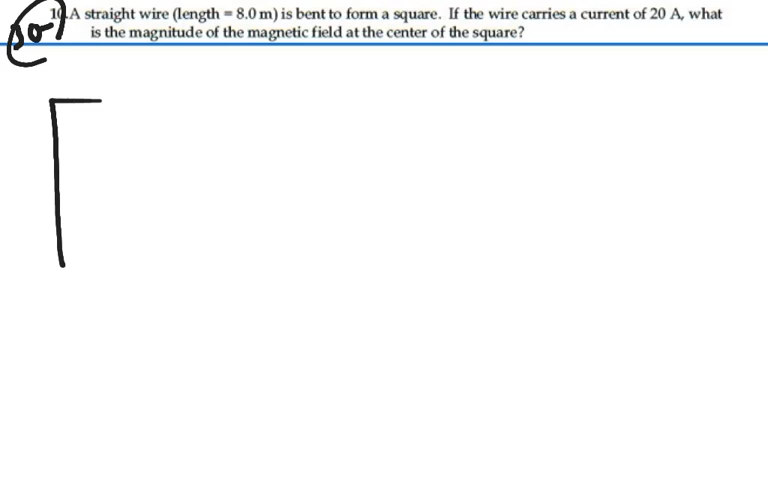 10.A straight wire (length = 8.0 m) is bent to form a square. If the wire carries a current of 20 A, what
is the magnitude of the magnetic field at the center of the square?